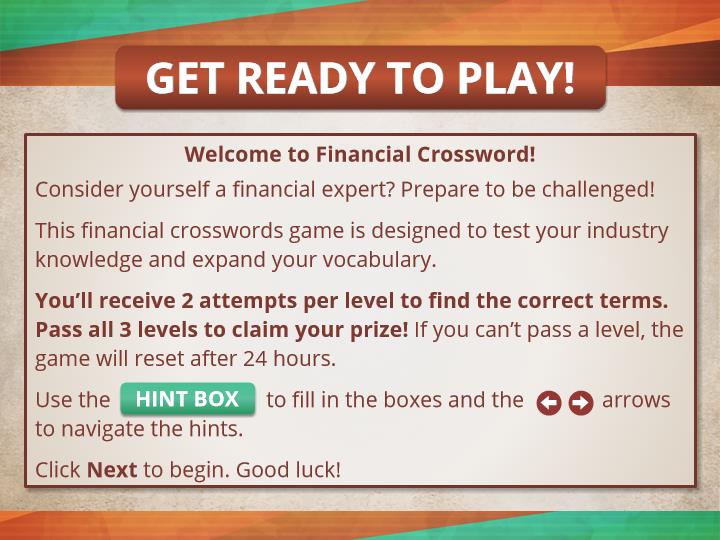 GET READY TO PLAY!
Welcome to Financial Crossword!
Consider yourself a financial expert? Prepare to be challenged!
This financial crosswords game is designed to test your industry
knowledge and expand your vocabulary.
You’ll receive 2 attempts per level to find the correct terms.
Pass all 3 levels to claim your prize! If you can’t pass a level, the
game will reset after 24 hours.
Use the HINT BOX to fill in the boxes and the arrows
to navigate the hints.
Click Next to begin. Good luck!